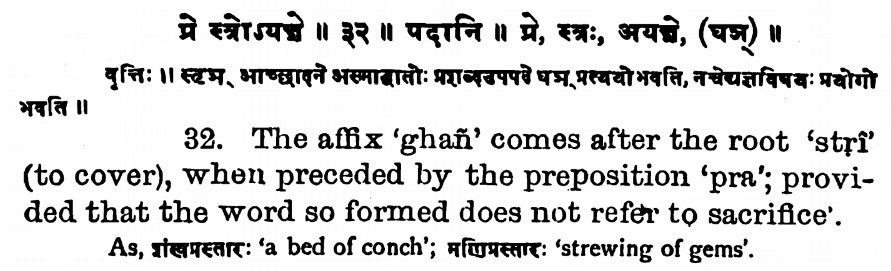 प्रे स्त्रोऽयज्ञे ॥ ३२ ॥ पदानि ॥ प्रे, स्त्रः, अयज्ञे, (घञ्) ॥
वृत्तिः ॥ स्तृञ् आच्छादने अस्माद्धातोः प्रशब्दउपपदे घञ् प्रत्ययो भवति, नचेद्यज्ञविषयः प्रयोगो
भवति ॥
32. The affix 'ghañ' comes after the root 'stṛî'
(to cover), when preceded by the preposition 'pra'; provi-
ded that the word so formed does not refer to sacrifice'.
As, शंखप्रस्तारः 'a bed of conch'; मणिप्रस्तारः 'strewing of gems'.